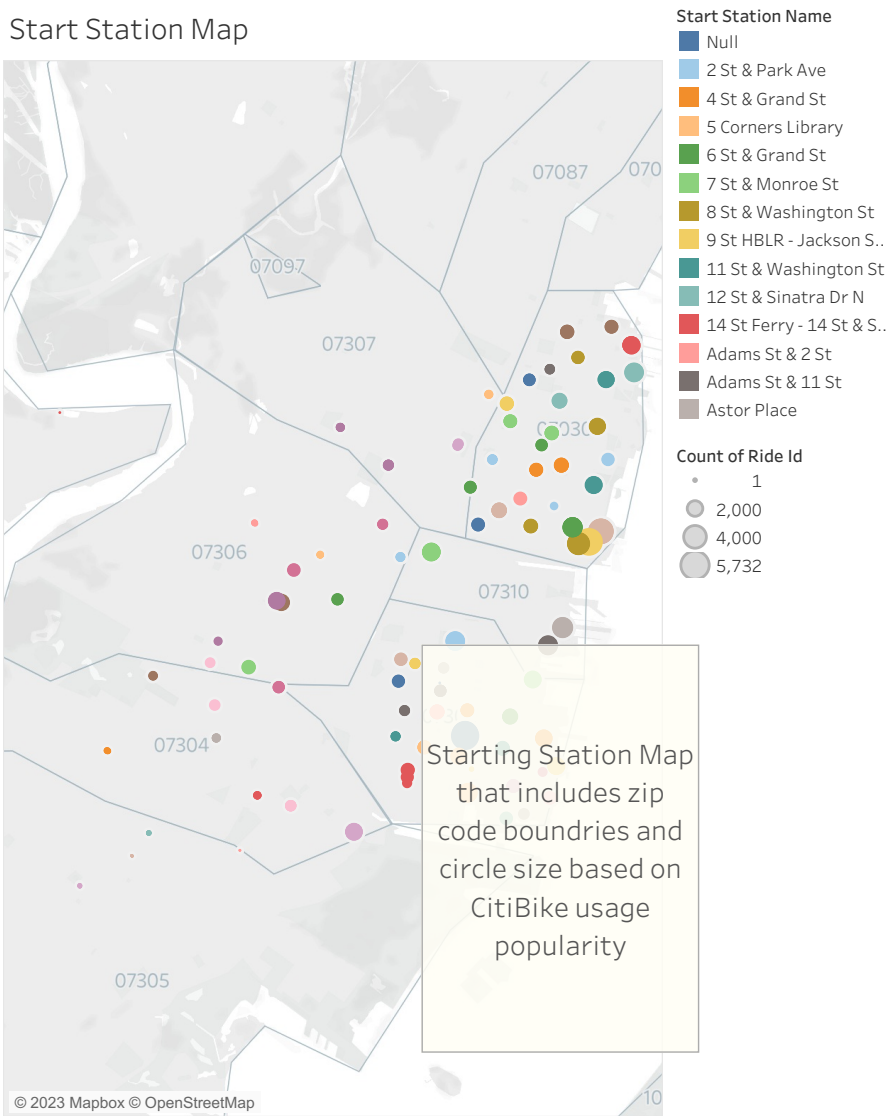 Start Station Map
Start Station Name
Null
2 St & Park Ave
4 St & Grand St
5 Corners Library
6 St & Grand St
7 St & Monroe St
8 St & Washington St
9 St HBLR - Jackson S..
11 St & Washington St
12 St & Sinatra Dr N
14 St Ferry - 14 St & S..
Adams St & 2 St
Adams St & 11 St
Astor Place
Count of Ride Id
1
2,000
4,000
5,732
07087
070
07097
07307
07030
07306
07310
07304
07305
10
Starting Station Map
that includes zip
code boundries and
circle size based on
CitiBike usage
popularity
© 2023 Mapbox © OpenStreetMap